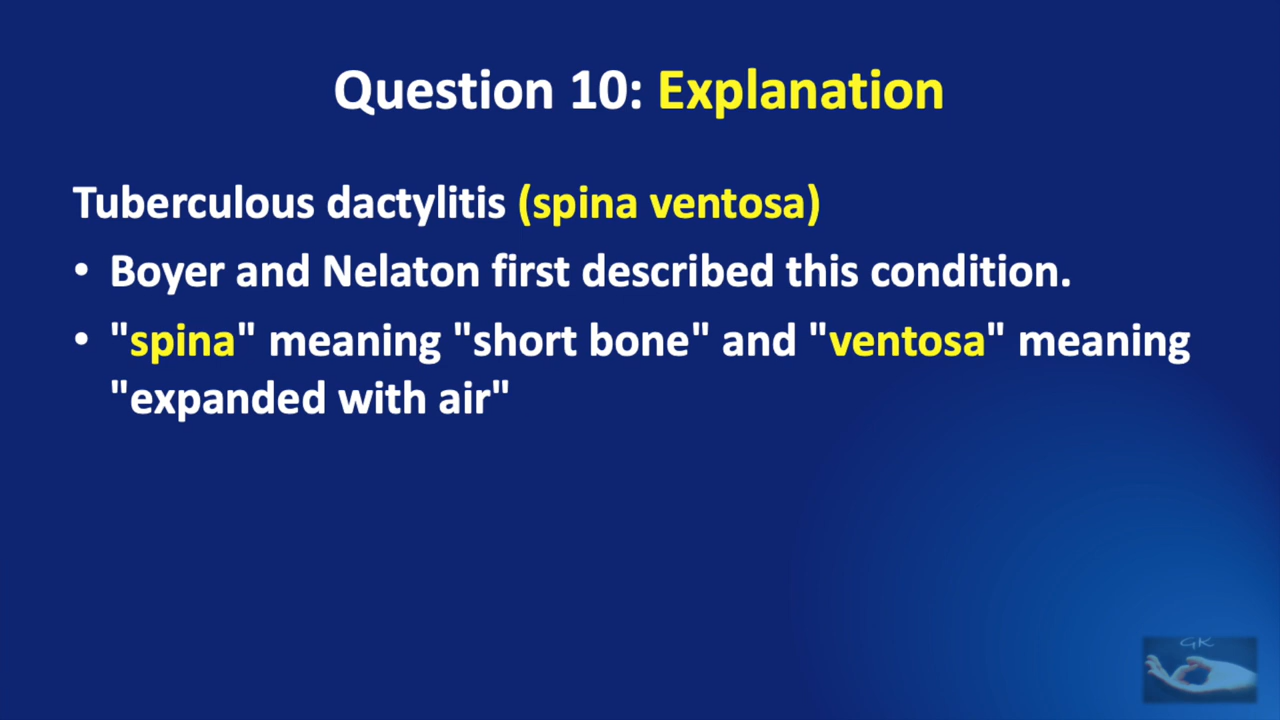 Question 10: Explanation
Tuberculous dactylitis (spina ventosa)
• Boyer and Nelaton first described this condition.
• "spina" meaning "short bone" and "ventosa" meaning
"expanded with air"
GK